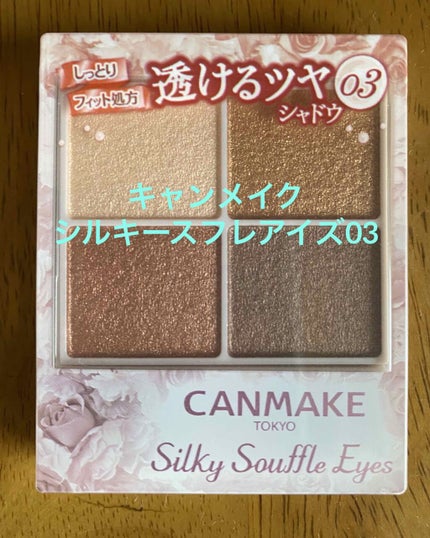 しっとり
フィット処方
透けるツヤ
シャドウ
03
キャンメイク
シルキースフレアイズ03
CANMAKE
TOKYO
Silky Souffle Eyes